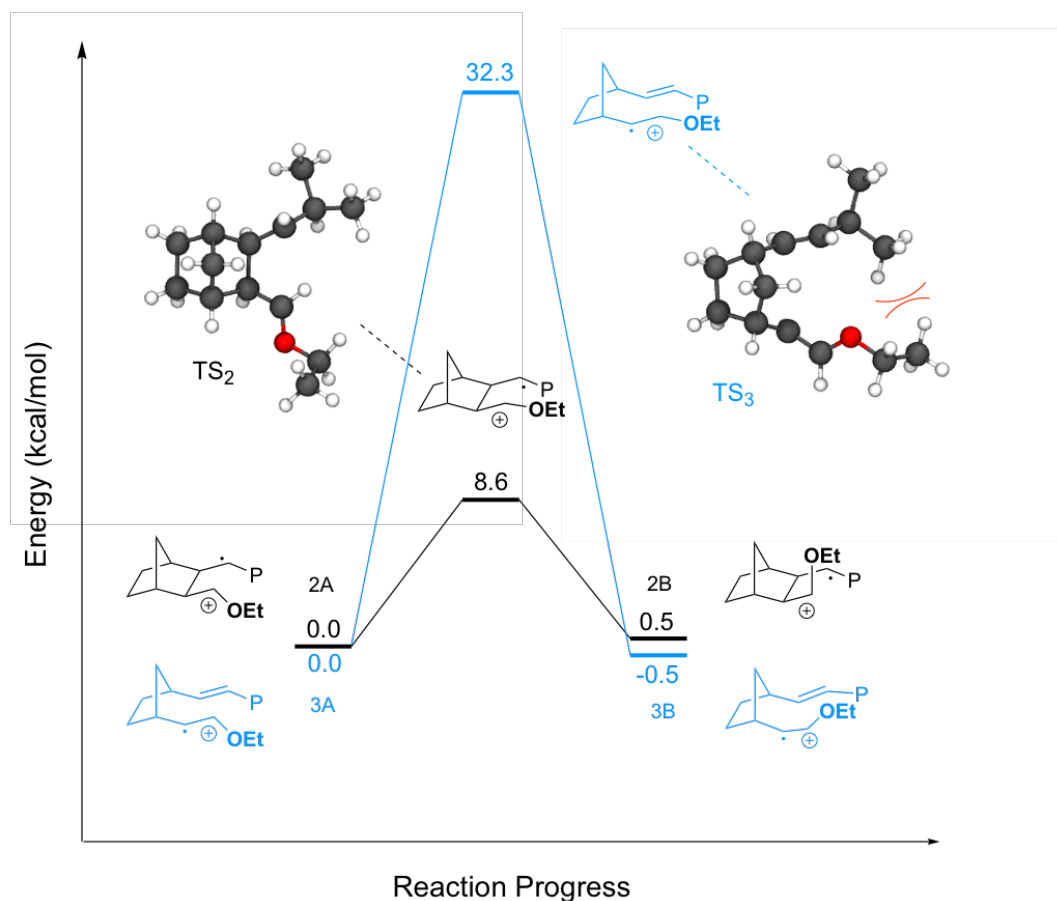 32.3
P
OEt
⊕
TS2
TS3
P
OEt
⊕
8.6
Energy (kcal/mol)
P
⊕
OEt
2A
0.0
0.0
3A
P
⊕
OEt
2B
0.5
-0.5
3B
OEt
P
⊕
P
OEt
⊕
Reaction Progress